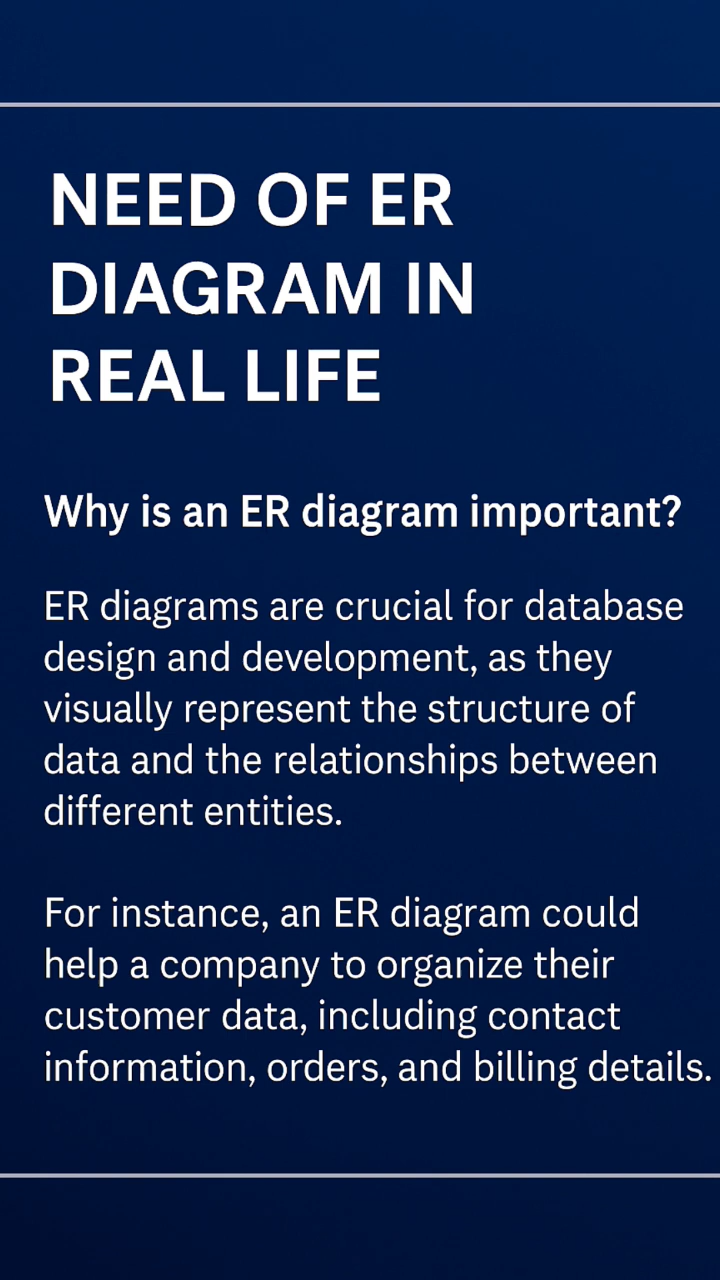 NEED OF ER
DIAGRAM IN
REAL LIFE
Why is an ER diagram important?
ER diagrams are crucial for database
design and development, as they
visually represent the structure of
data and the relationships between
different entities.
For instance, an ER diagram could
help a company to organize their
customer data, including contact
information, orders, and billing details.